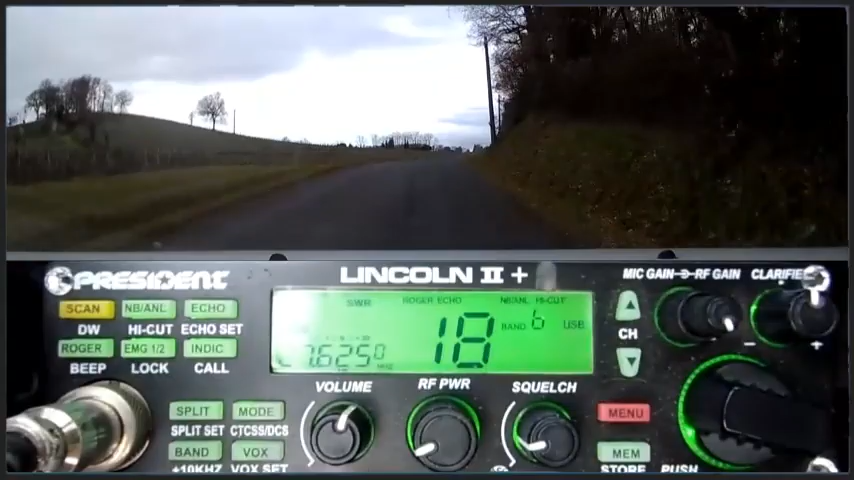 PRESIDENT LINCOLN II + MIC GAIN RF GAIN CLARIFIER
SCAN NB/ANL ECHO
DW HI-CUT ECHO SET
ROGER EMG 1/2 INDIC
BEEP LOCK CALL
SWR ROGER ECHO NB/ANL HI-CUT
18 BAND 6 USB
7.6250
CH
VOLUME RF PWR SQUELCH
SPLIT MODE
SPLIT SET CTCSS/DCS
MENU
BAND VOX
MEM
+10KHZ VOX SET
STORE PUSH